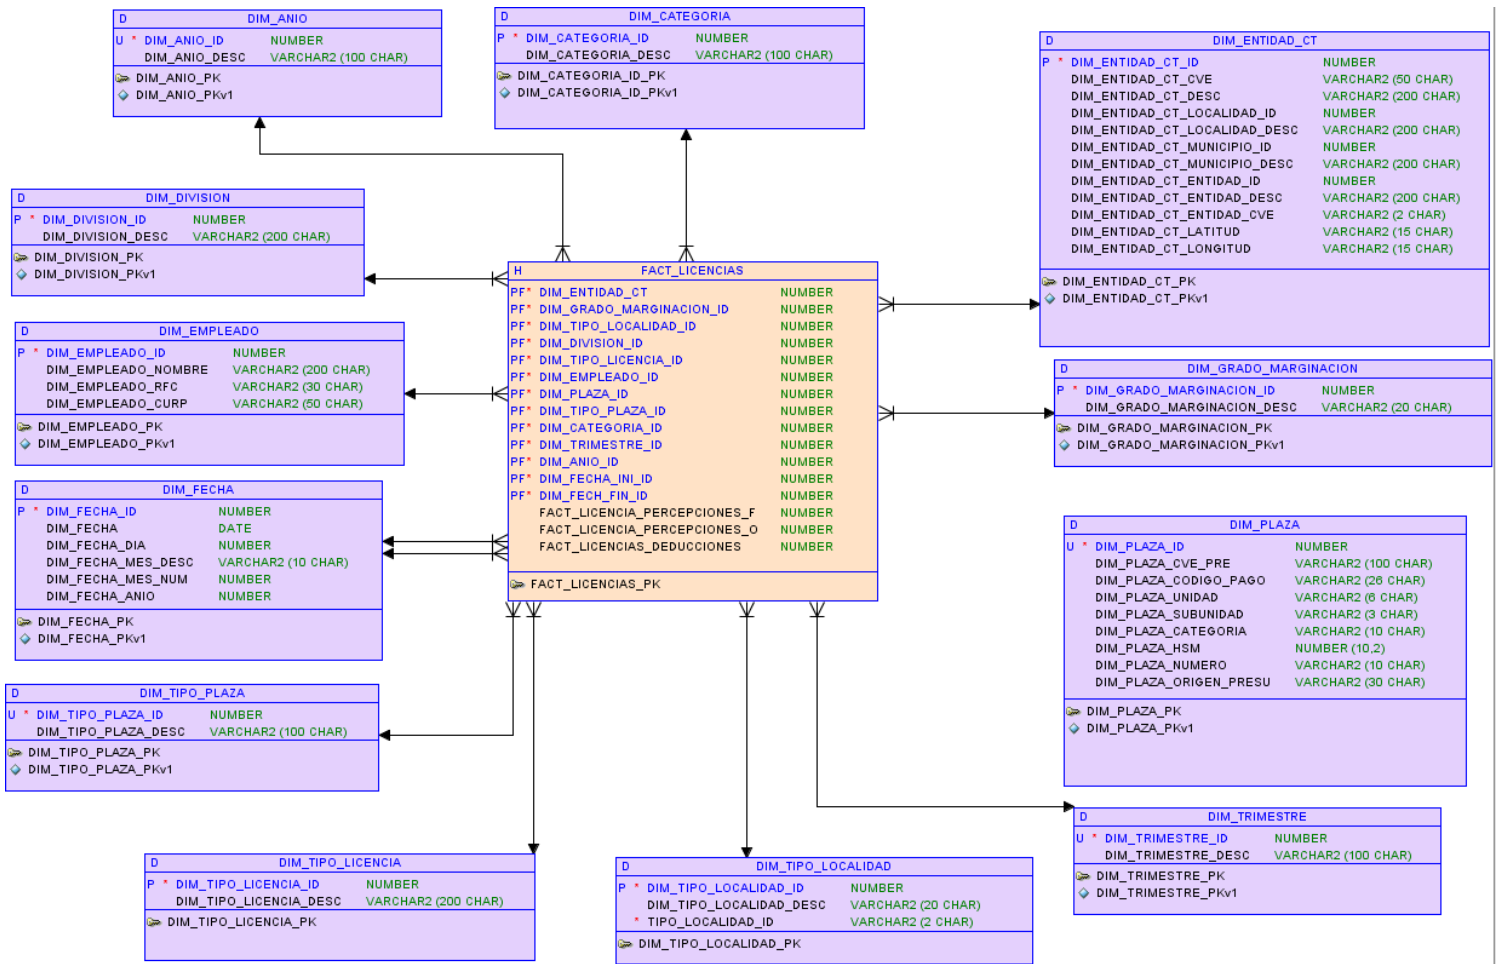 D DIM_ANIO
U * DIM_ANIO_ID NUMBER
DIM_ANIO_DESC VARCHAR2 (100 CHAR)
DIM_ANIO_PK
DIM_ANIO_PKv1
D DIM_CATEGORIA
P * DIM_CATEGORIA_ID NUMBER
DIM_CATEGORIA_DESC VARCHAR2 (100 CHAR)
DIM_CATEGORIA_ID_PK
DIM_CATEGORIA_ID_PKv1
D DIM_ENTIDAD_CT
P * DIM_ENTIDAD_CT_ID NUMBER
DIM_ENTIDAD_CT_CVE VARCHAR2 (50 CHAR)
DIM_ENTIDAD_CT_DESC VARCHAR2 (200 CHAR)
DIM_ENTIDAD_CT_LOCALIDAD_ID NUMBER
DIM_ENTIDAD_CT_LOCALIDAD_DESC VARCHAR2 (200 CHAR)
DIM_ENTIDAD_CT_MUNICIPIO_ID NUMBER
DIM_ENTIDAD_CT_MUNICIPIO_DESC VARCHAR2 (200 CHAR)
DIM_ENTIDAD_CT_ENTIDAD_ID NUMBER
DIM_ENTIDAD_CT_ENTIDAD_DESC VARCHAR2 (200 CHAR)
DIM_ENTIDAD_CT_ENTIDAD_CVE VARCHAR2 (2 CHAR)
DIM_ENTIDAD_CT_LATITUD VARCHAR2 (15 CHAR)
DIM_ENTIDAD_CT_LONGITUD VARCHAR2 (15 CHAR)
DIM_ENTIDAD_CT_PK
DIM_ENTIDAD_CT_PKv1
D DIM_DIVISION
P * DIM_DIVISION_ID NUMBER
DIM_DIVISION_DESC VARCHAR2 (200 CHAR)
DIM_DIVISION_PK
DIM_DIVISION_PKv1
H FACT_LICENCIAS
PF* DIM_ENTIDAD_CT NUMBER
PF* DIM_GRADO_MARGINACION_ID NUMBER
PF* DIM_TIPO_LOCALIDAD_ID NUMBER
PF* DIM_DIVISION_ID NUMBER
PF* DIM_TIPO_LICENCIA_ID NUMBER
PF* DIM_EMPLEADO_ID NUMBER
PF* DIM_PLAZA_ID NUMBER
PF* DIM_TIPO_PLAZA_ID NUMBER
PF* DIM_CATEGORIA_ID NUMBER
PF* DIM_TRIMESTRE_ID NUMBER
PF* DIM_ANIO_ID NUMBER
PF* DIM_FECHA_INI_ID NUMBER
PF* DIM_FECH_FIN_ID NUMBER
FACT_LICENCIA_PERCEPCIONES_F NUMBER
FACT_LICENCIA_PERCEPCIONES_O NUMBER
FACT_LICENCIAS_DEDUCCIONES NUMBER
FACT_LICENCIAS_PK
D DIM_EMPLEADO
P * DIM_EMPLEADO_ID NUMBER
DIM_EMPLEADO_NOMBRE VARCHAR2 (200 CHAR)
DIM_EMPLEADO_RFC VARCHAR2 (30 CHAR)
DIM_EMPLEADO_CURP VARCHAR2 (50 CHAR)
DIM_EMPLEADO_PK
DIM_EMPLEADO_PKv1
D DIM_GRADO_MARGINACION
P * DIM_GRADO_MARGINACION_ID NUMBER
DIM_GRADO_MARGINACION_DESC VARCHAR2 (20 CHAR)
DIM_GRADO_MARGINACION_PK
DIM_GRADO_MARGINACION_PKv1
D DIM_FECHA
P * DIM_FECHA_ID NUMBER
DIM_FECHA DATE
DIM_FECHA_DIA NUMBER
DIM_FECHA_MES_DESC VARCHAR2 (10 CHAR)
DIM_FECHA_MES_NUM NUMBER
DIM_FECHA_ANIO NUMBER
DIM_FECHA_PK
DIM_FECHA_PKv1
D DIM_PLAZA
U * DIM_PLAZA_ID NUMBER
DIM_PLAZA_CVE_PRE VARCHAR2 (100 CHAR)
DIM_PLAZA_CODIGO_PAGO VARCHAR2 (26 CHAR)
DIM_PLAZA_UNIDAD VARCHAR2 (6 CHAR)
DIM_PLAZA_SUBUNIDAD VARCHAR2 (3 CHAR)
DIM_PLAZA_CATEGORIA VARCHAR2 (10 CHAR)
DIM_PLAZA_HSM NUMBER (10,2)
DIM_PLAZA_NUMERO VARCHAR2 (10 CHAR)
DIM_PLAZA_ORIGEN_PRESU VARCHAR2 (30 CHAR)
DIM_PLAZA_PK
DIM_PLAZA_PKv1
D DIM_TIPO_PLAZA
U * DIM_TIPO_PLAZA_ID NUMBER
DIM_TIPO_PLAZA_DESC VARCHAR2 (100 CHAR)
DIM_TIPO_PLAZA_PK
DIM_TIPO_PLAZA_PKv1
D DIM_TRIMESTRE
U * DIM_TRIMESTRE_ID NUMBER
DIM_TRIMESTRE_DESC VARCHAR2 (100 CHAR)
DIM_TRIMESTRE_PK
DIM_TRIMESTRE_PKv1
D DIM_TIPO_LICENCIA
P * DIM_TIPO_LICENCIA_ID NUMBER
DIM_TIPO_LICENCIA_DESC VARCHAR2 (200 CHAR)
DIM_TIPO_LICENCIA_PK
D DIM_TIPO_LOCALIDAD
P * DIM_TIPO_LOCALIDAD_ID NUMBER
DIM_TIPO_LOCALIDAD_DESC VARCHAR2 (20 CHAR)
* TIPO_LOCALIDAD_ID VARCHAR2 (2 CHAR)
DIM_TIPO_LOCALIDAD_PK